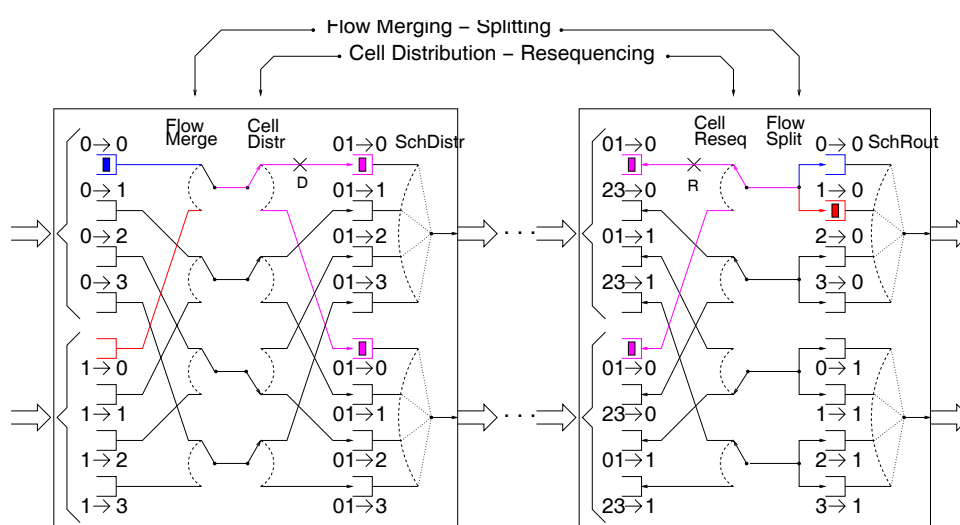 Flow Merging – Splitting
Cell Distribution – Resequencing
Flow Merge
Cell Distr
SchDistr
Cell Reseq
Flow Split
SchRout
0→0
0→1
0→2
0→3
1→0
1→1
1→2
1→3
D
01→0
01→1
01→2
01→3
01→0
01→1
01→2
01→3
. . .
. . .
01→0
23→0
01→1
23→1
01→0
23→0
01→1
23→1
R
0→0
1→0
2→0
3→0
0→1
1→1
2→1
3→1